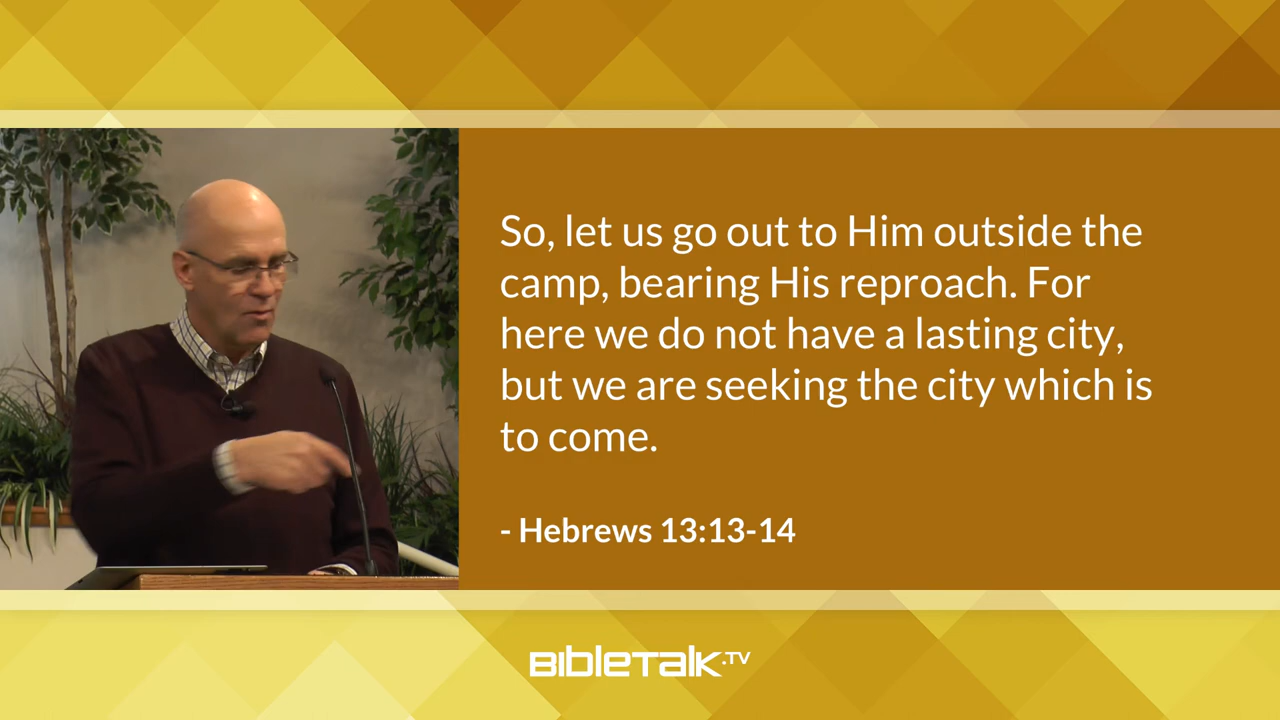 So, let us go out to Him outside the
camp, bearing His reproach. For
here we do not have a lasting city,
but we are seeking the city which is
to come.
- Hebrews 13:13-14
BIBLETALK.TV